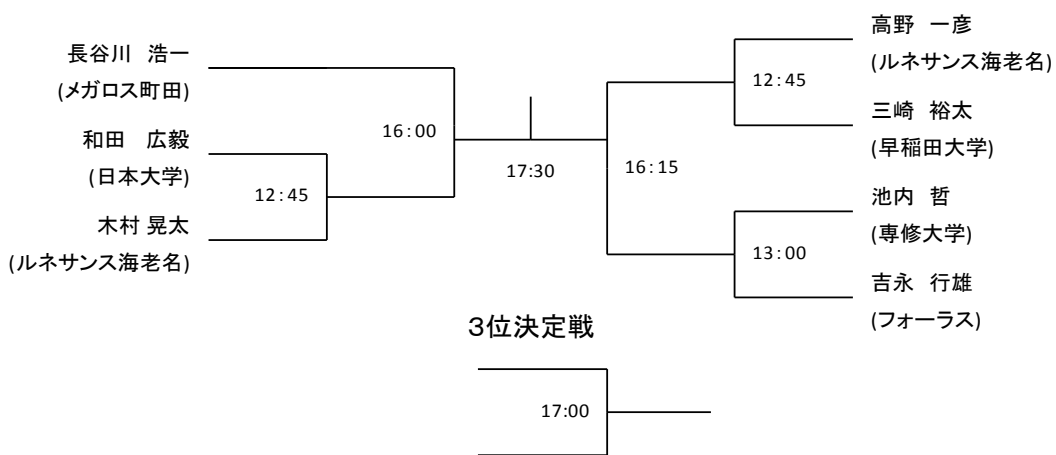 長谷川　浩一
(メガロス町田)
和田　広毅
(日本大学)
木村 晃太
(ルネサンス海老名)
16:00
12:45
17:30
高野　一彦
(ルネサンス海老名)
三崎　裕太
(早稲田大学)
池内　哲
(専修大学)
吉永　行雄
(フォーラス)
12:45
16:15
13:00
３位決定戦
17:00